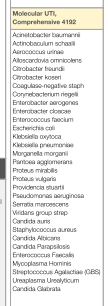 Molecular UTI,
Comprehensive 4192
Acinetobacter baumannii
Actinobaculum schaalii
Aerococcus urinae
Alloscardovia omnicolens
Citrobacter freundii
Citrobacter koseri
Coagulase-negative staph
Corynebacterium riegelii
Enterobacter aerogenes
Enterobacter cloacae
Enterococcus faecium
Escherichia coli
Klebsiella oxytoca
Klebsiella pneumoniae
Morganella morganii
Pantoea agglomerans
Proteus mirabilis
Proteus vulgaris
Providencia stuartii
Pseudomonas aeruginosa
Serratia marcescens
Viridans group strep
Candida auris
Staphylococcus aureus
Candida Albicans
Candida Parapsilosis
Enterococcus Faecalis
Mycoplasma Hominis
Streptococcus Agalactiae (GBS)
Ureaplasma Urealyticum
Candida Glabrata